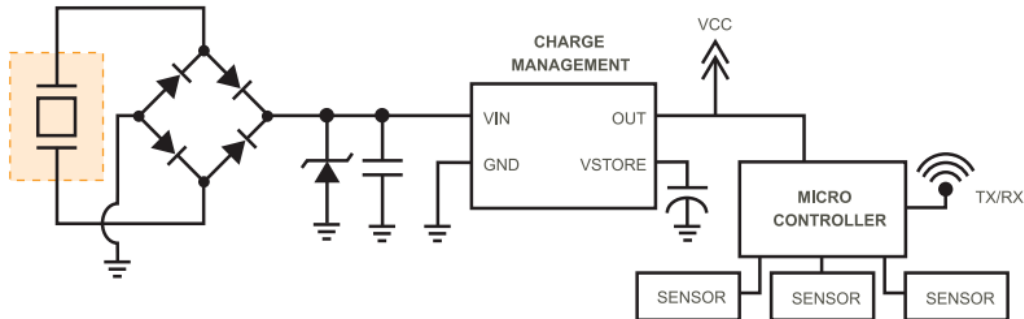 VCC
CHARGE
MANAGEMENT
VIN
OUT
GND
VSTORE
MICRO
CONTROLLER
TX/RX
SENSOR
SENSOR
SENSOR